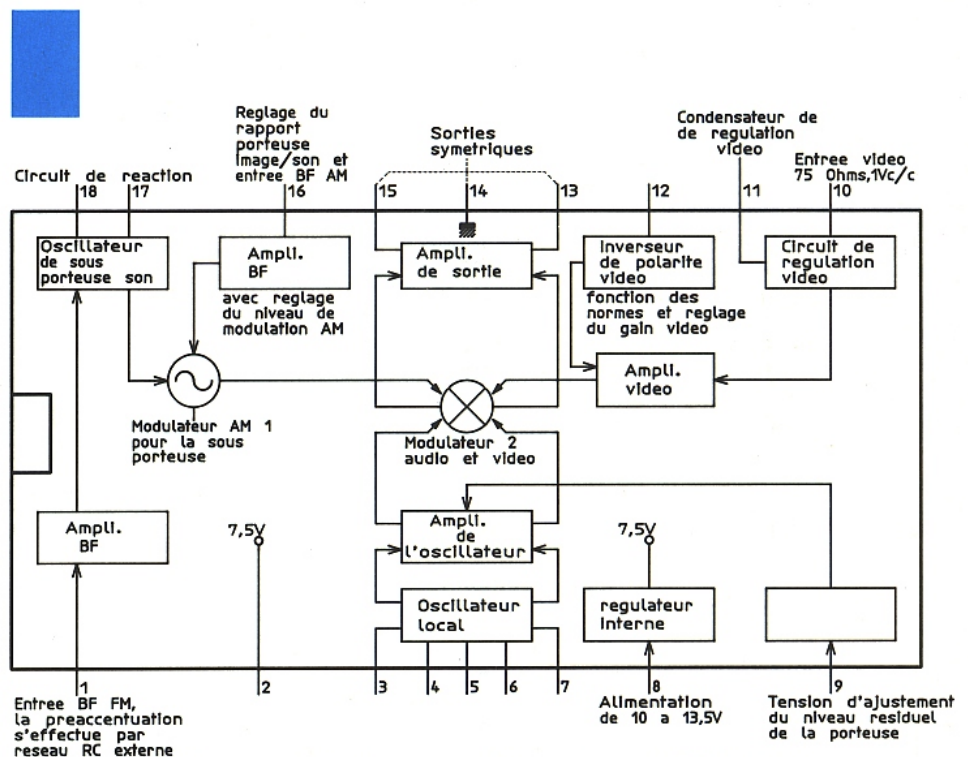 Reglage du
rapport
porteuse
image/son et
entree BF AM
Sorties
symetriques
Condensateur de
de regulation
video
Entree video
75 Ohms,1Vc/c
Circuit de reaction
18 17 16 15 14 13 12 11 10
Oscillateur
de sous
porteuse son
Ampli.
BF
avec reglage
du niveau de
modulation AM
Ampli.
de sortie
Inverseur
de polarite
video
fonction des
normes et reglage
du gain video
Circuit de
regulation
video
Ampli.
video
Modulateur AM 1
pour la sous
porteuse
Modulateur 2
audio et video
Ampli.
BF
7,5V
Ampli.
de
l'oscillateur
7,5V
Oscillateur
local
regulateur
interne
1 2 3 4 5 6 7 8 9
Entree BF FM,
la preaccentuation
s'effectue par
reseau RC externe
Alimentation
de 10 a 13,5V
Tension d'ajustement
du niveau residuel
de la porteuse